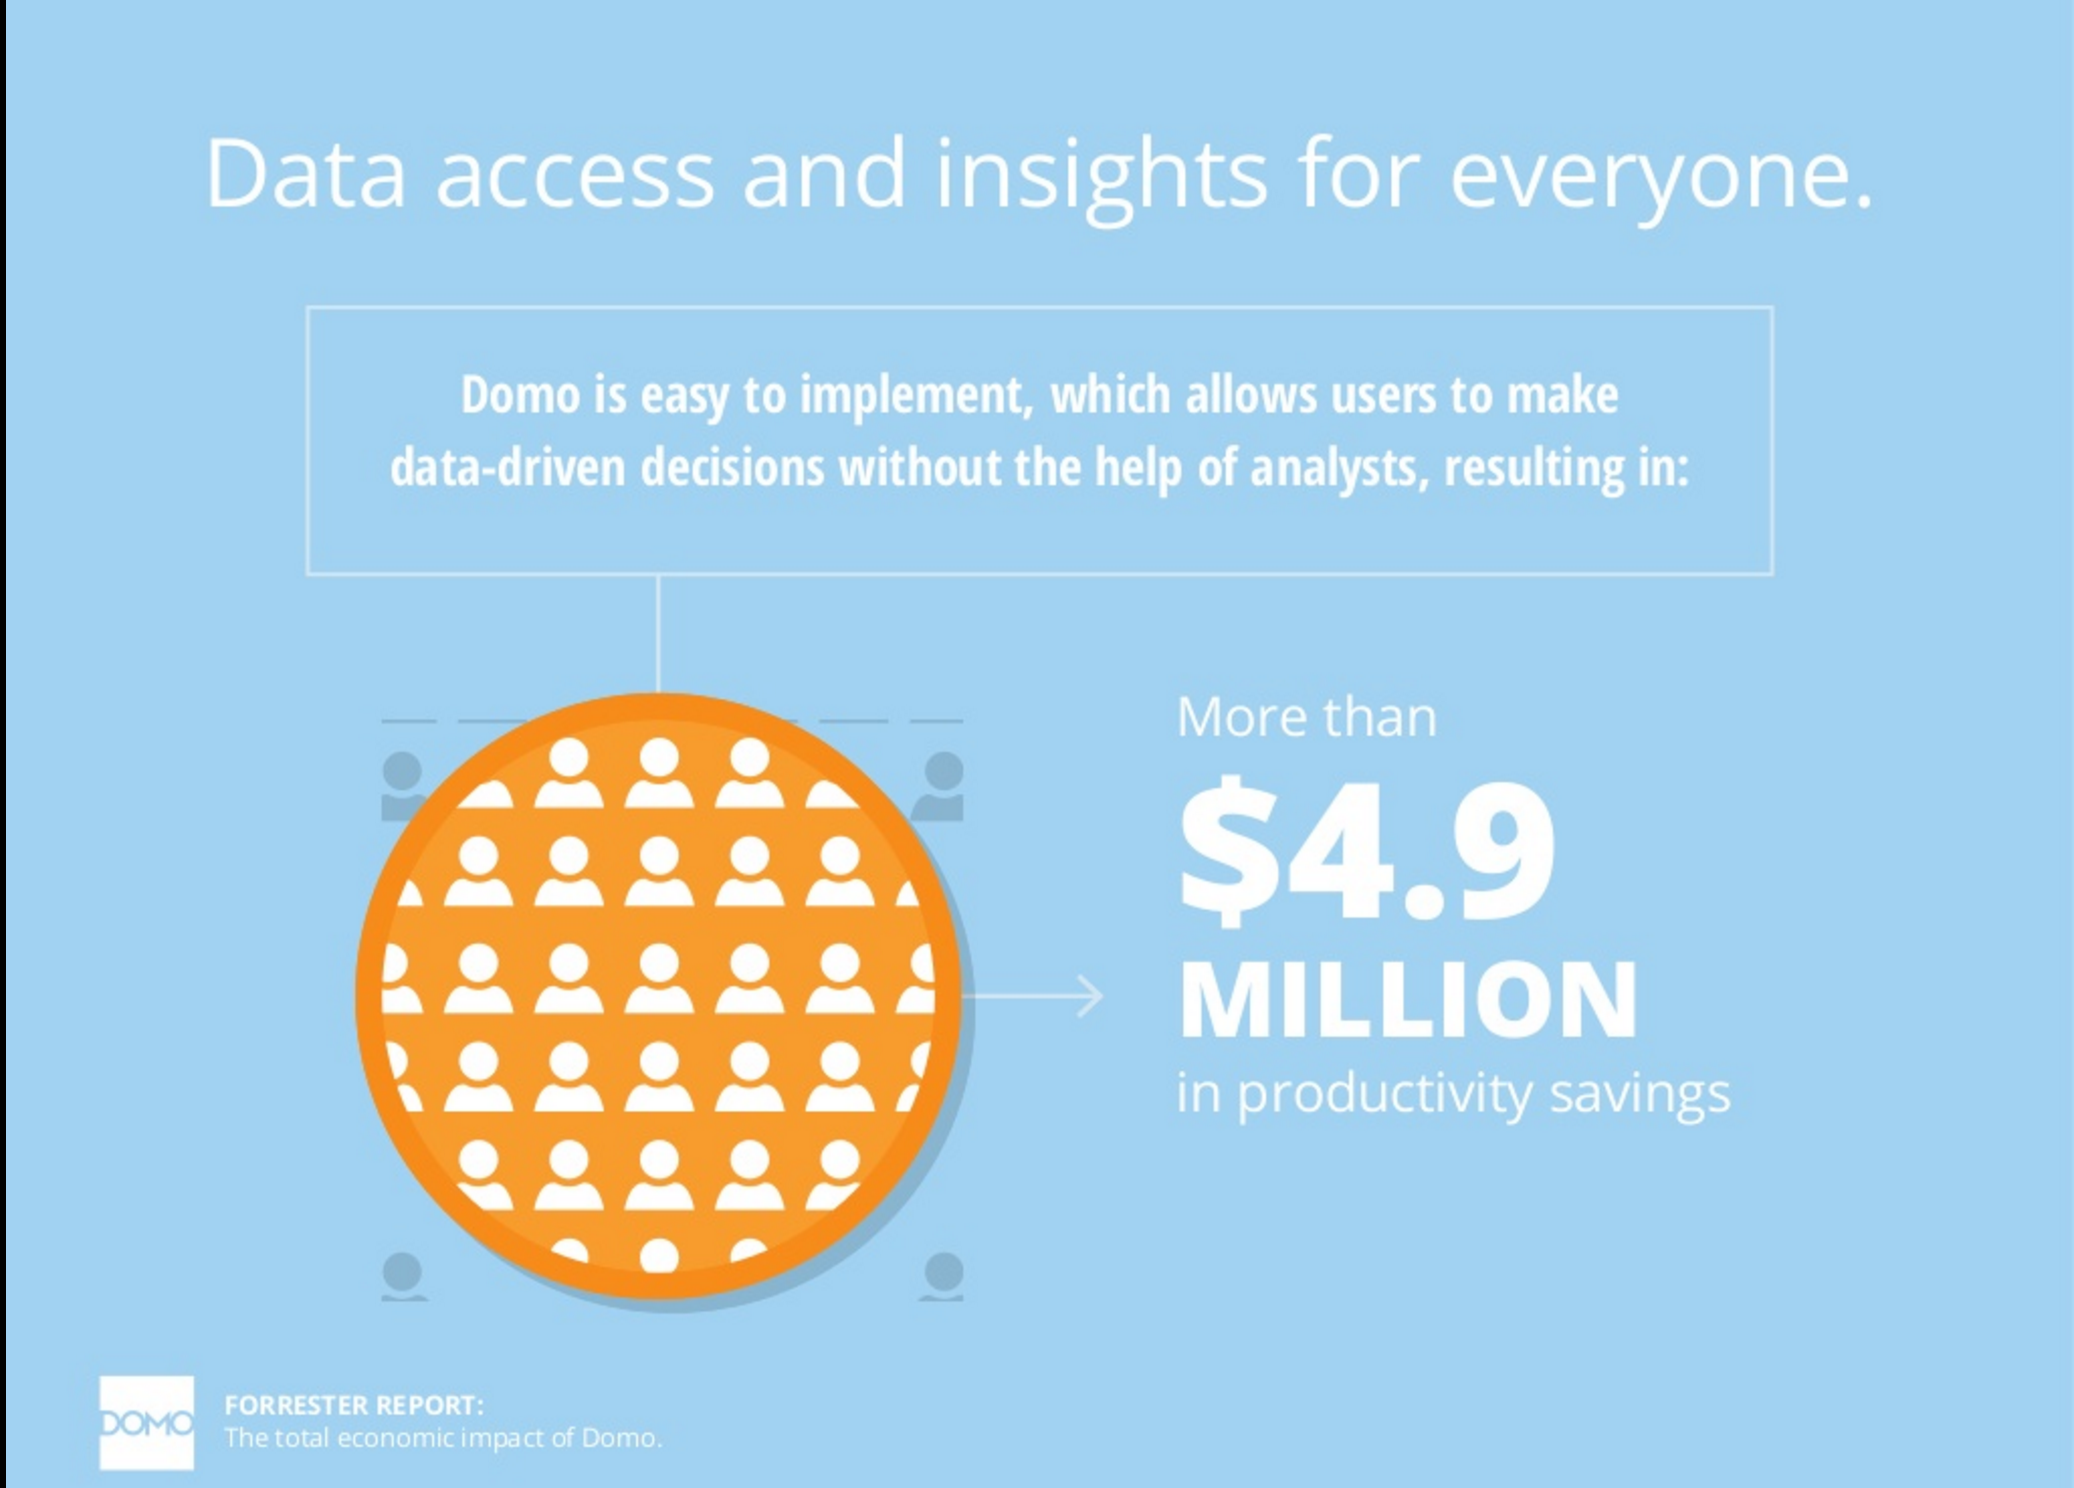 Data access and insights for everyone.
Domo is easy to implement, which allows users to make
data-driven decisions without the help of analysts, resulting in:
More than
$4.9
MILLION
in productivity savings
DOMO
FORRESTER REPORT:
The total economic impact of Domo.